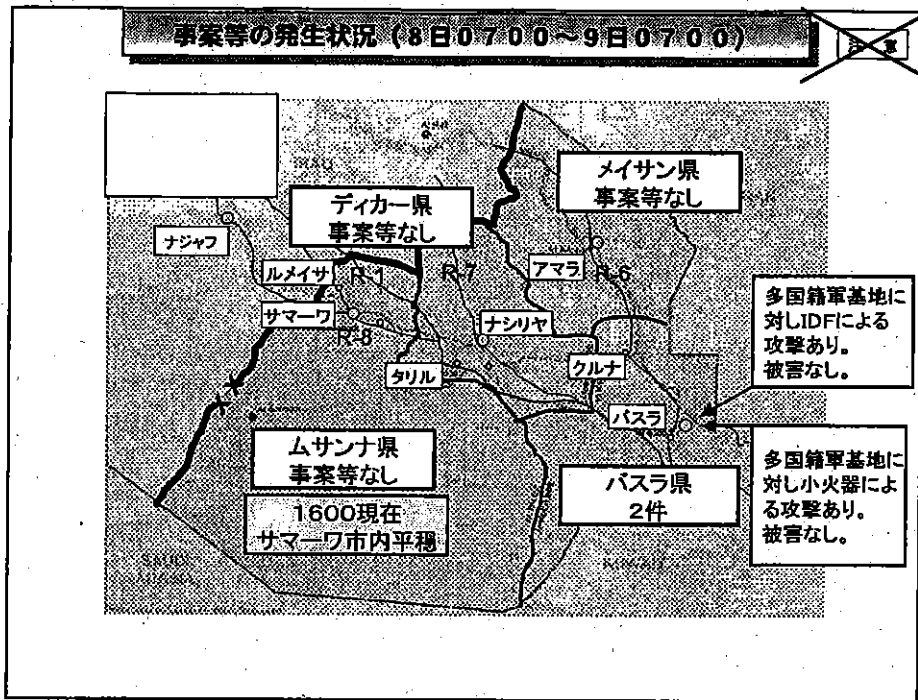 事案等の発生状況(8日0700~9日0700)
注意
メイサン県
事案等なし
ディカー県
事案等なし
ナジャフ
R-7
アマラ
R-6
ルメイサ
R-1
サマーワ
R-8
ナシリヤ
タリル
クルナ
バスラ
多国籍軍基地に
対しIDFによる
攻撃あり。
被害なし。
多国籍軍基地に
対し小火器によ
る攻撃あり。
被害なし。
ムサンナ県
事案等なし
バスラ県
2件
1600現在
サマーワ市内平穏
SAUDI
KUWAIT